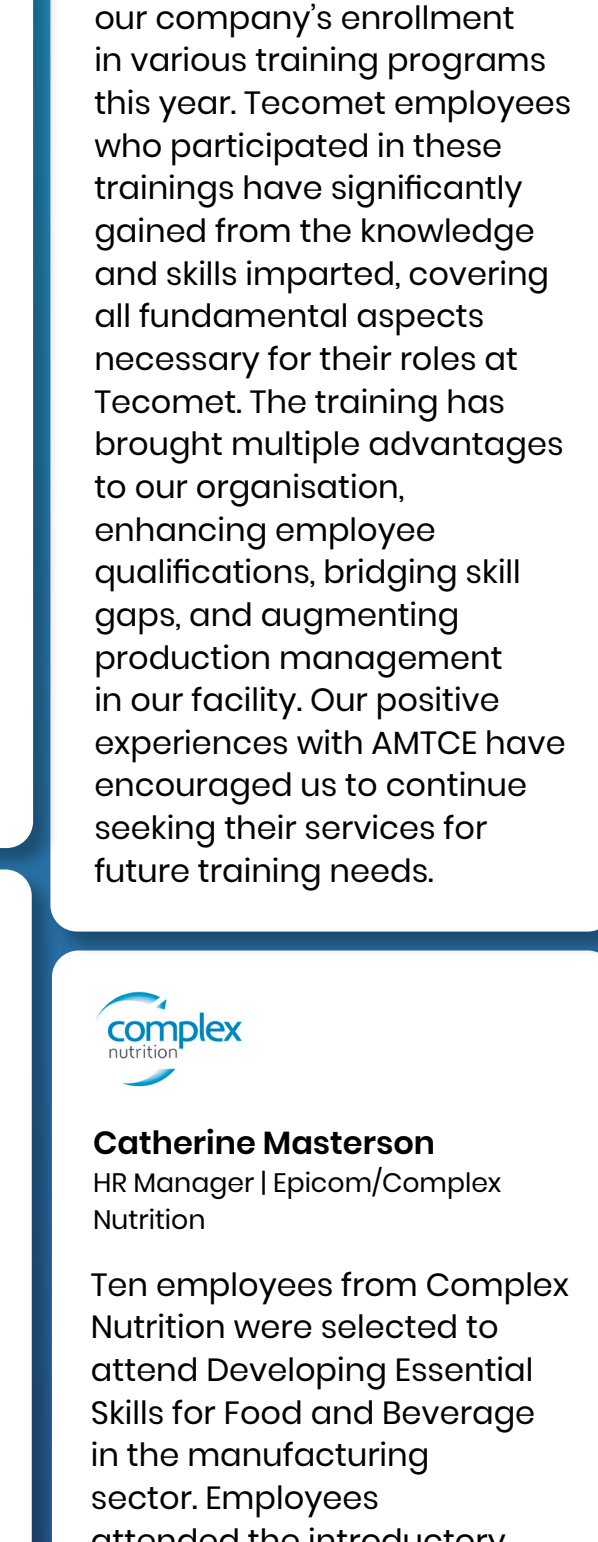 our company’s enrollment
in various training programs
this year. Tecomet employees
who participated in these
trainings have significantly
gained from the knowledge
and skills imparted, covering
all fundamental aspects
necessary for their roles at
Tecomet. The training has
brought multiple advantages
to our organisation,
enhancing employee
qualifications, bridging skill
gaps, and augmenting
production management
in our facility. Our positive
experiences with AMTCE have
encouraged us to continue
seeking their services for
future training needs.
complex
nutrition
Catherine Masterson
HR Manager | Epicom/Complex
Nutrition
Ten employees from Complex
Nutrition were selected to
attend Developing Essential
Skills for Food and Beverage
in the manufacturing
sector. Employees
attended the introductory